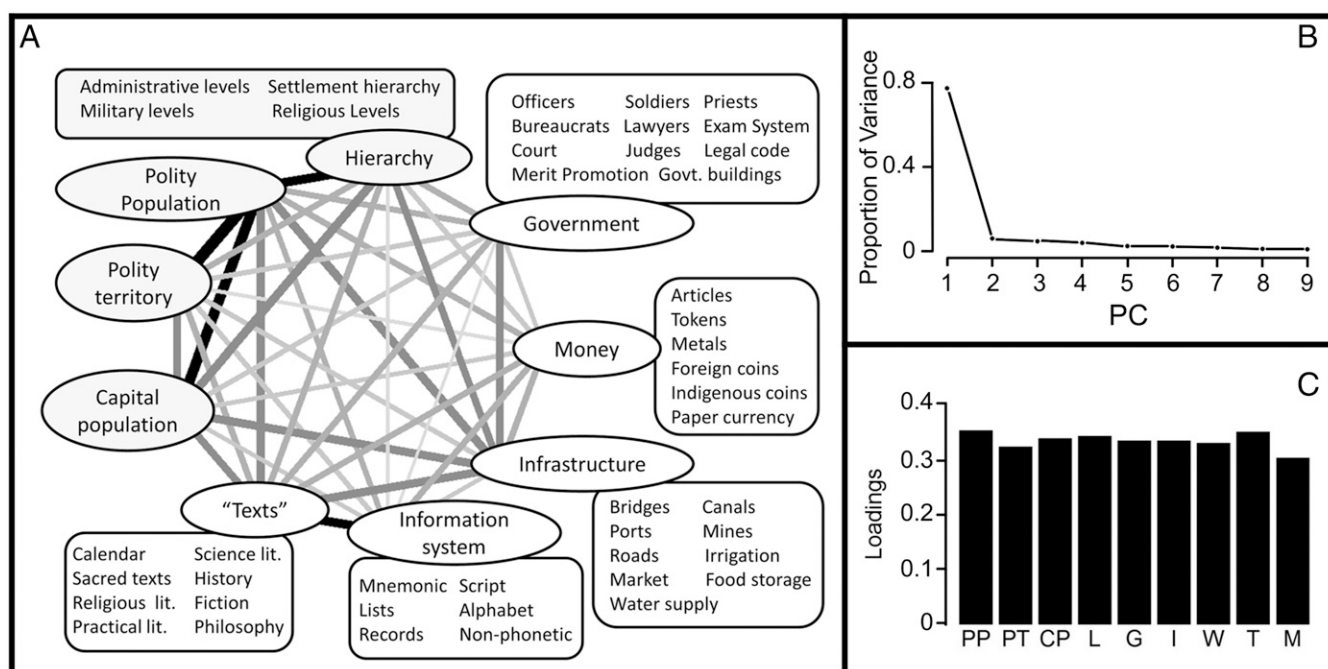 A
Administrative levels Settlement hierarchy
Military levels Religious Levels
Hierarchy
Officers Soldiers Priests
Bureaucrats Lawyers Exam System
Court Judges Legal code
Merit Promotion Govt. buildings
Government
Polity
Population
Polity
territory
Capital
population
Articles
Tokens
Metals
Foreign coins
Indigenous coins
Paper currency
Money
Infrastructure
Bridges Canals
Ports Mines
Roads Irrigation
Market Food storage
Water supply
"Texts"
Calendar Science lit.
Sacred texts History
Religious lit. Fiction
Practical lit. Philosophy
Information
system
Mnemonic Script
Lists Alphabet
Records Non-phonetic
B
Proportion of Variance
0.8
0.4
0
1 2 3 4 5 6 7 8 9
PC
C
Loadings
0.4
0.3
0.2
0.1
0
PP PT CP L G I W T M